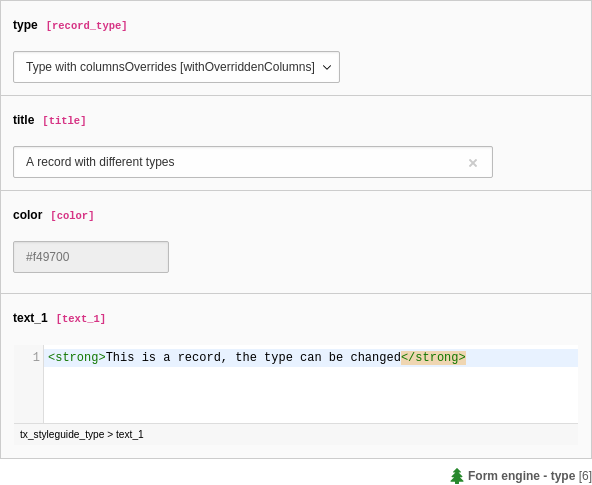 type [record_type]
Type with columnsOverrides [withOverriddenColumns]
title [title]
A record with different types
color [color]
#f49700
text_1 [text_1]
1 <strong>This is a record, the type can be changed</strong>
tx_styleguide_type > text_1
Form engine - type [6]